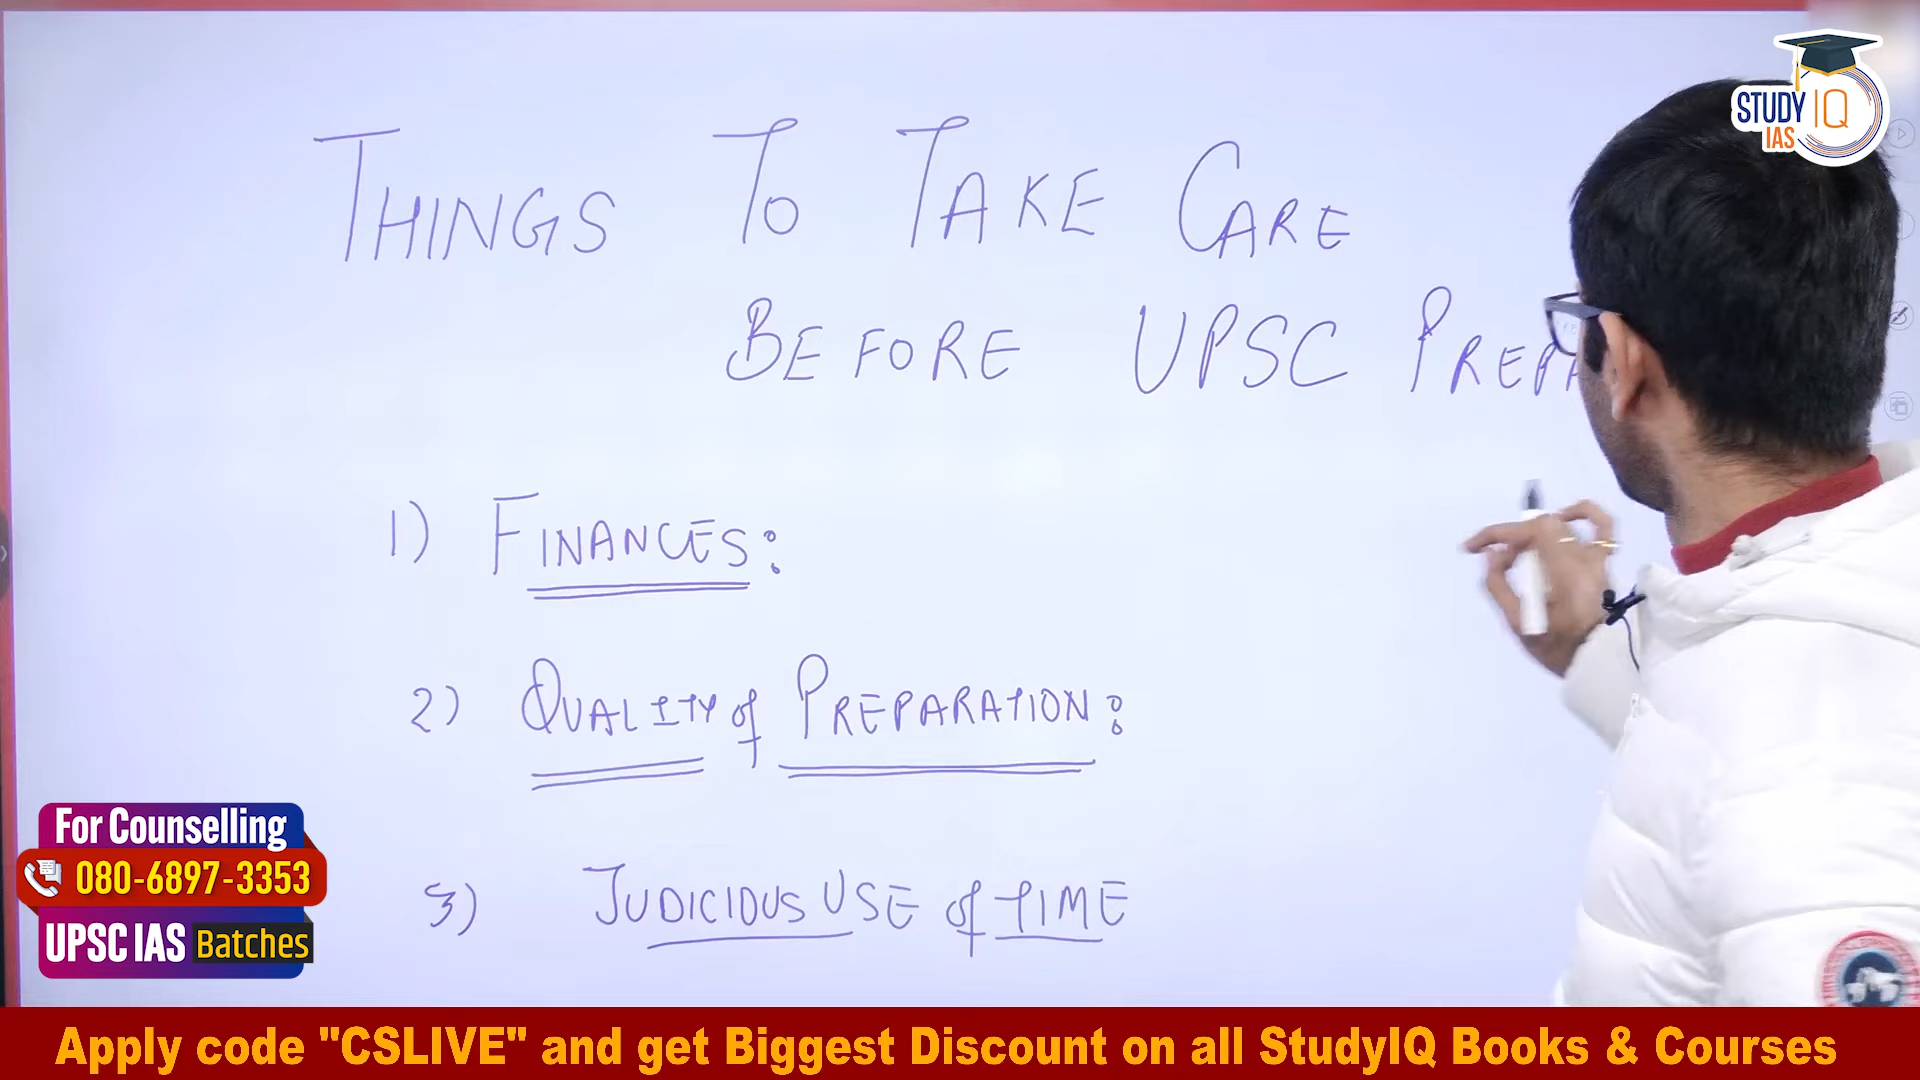 STUDY IQ
IAS
THINGS TO TAKE CARE
BEFORE UPSC PREPA
1) FINANCES:
2) QUALITY of PREPARATION:
3) JUDICIOUS USE of TIME
For Counselling
080-6897-3353
UPSC IAS Batches
Apply code "CSLIVE" and get Biggest Discount on all StudyIQ Books & Courses